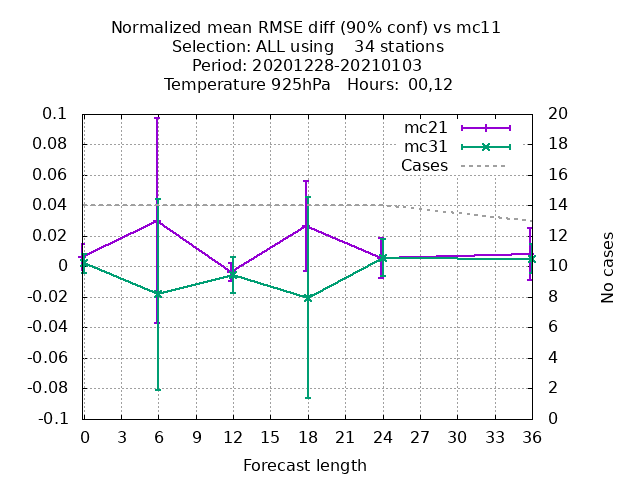 Normalized mean RMSE diff (90% conf) vs mc11
Selection: ALL using    34 stations
Period: 20201228-20210103
Temperature 925hPa   Hours:  00,12
0.1
0.08
0.06
0.04
0.02
0
-0.02
-0.04
-0.06
-0.08
-0.1
mc21
mc31
Cases
20
18
16
14
12
10
8
6
4
2
0
No cases
0 3 6 9 12 15 18 21 24 27 30 33 36
Forecast length